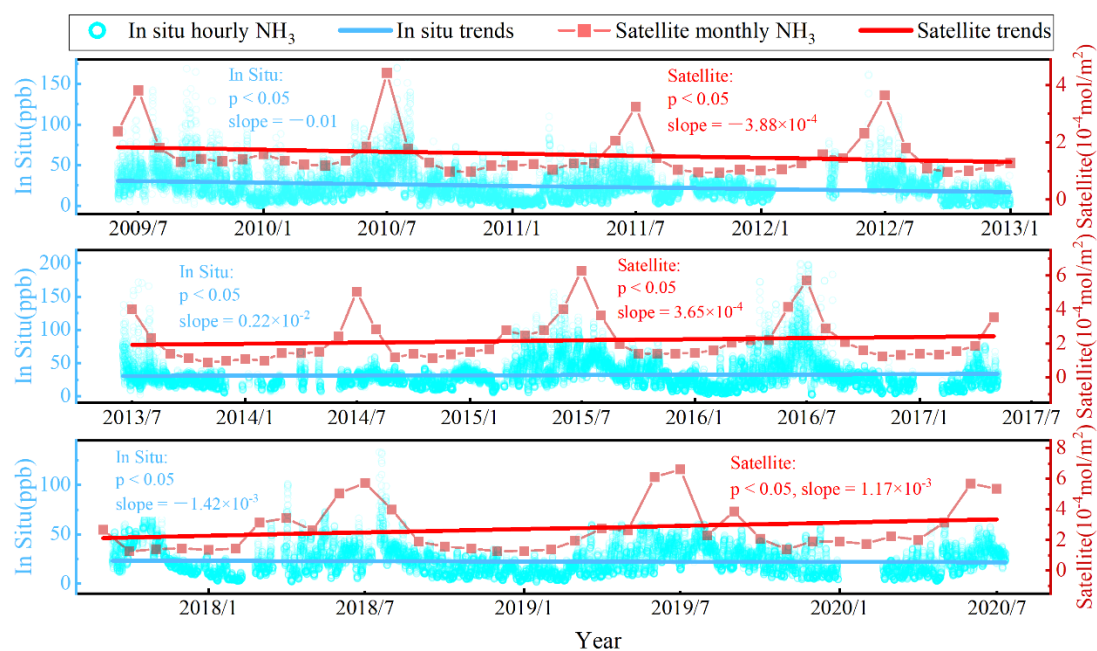 In situ hourly NH₃ In situ trends Satellite monthly NH₃ Satellite trends
In Situ(ppb)
150
100
50
0
In Situ:
p < 0.05
slope = −0.01
Satellite:
p < 0.05
slope = −3.88×10⁻⁴
4
2
0
Satellite(10⁻⁴mol/m²)
2009/7 2010/1 2010/7 2011/1 2011/7 2012/1 2012/7 2013/1
In Situ(ppb)
200
150
100
50
0
In Situ:
p < 0.05
slope = 0.22×10⁻²
Satellite:
p < 0.05
slope = 3.65×10⁻⁴
6
4
2
0
Satellite(10⁻⁴mol/m²)
2013/7 2014/1 2014/7 2015/1 2015/7 2016/1 2016/7 2017/1 2017/7
In Situ(ppb)
100
50
0
In Situ:
p < 0.05
slope = −1.42×10⁻³
Satellite:
p < 0.05, slope = 1.17×10⁻³
6
4
2
0
Satellite(10⁻⁴mol/m²)
2018/1 2018/7 2019/1 2019/7 2020/1 2020/7
Year